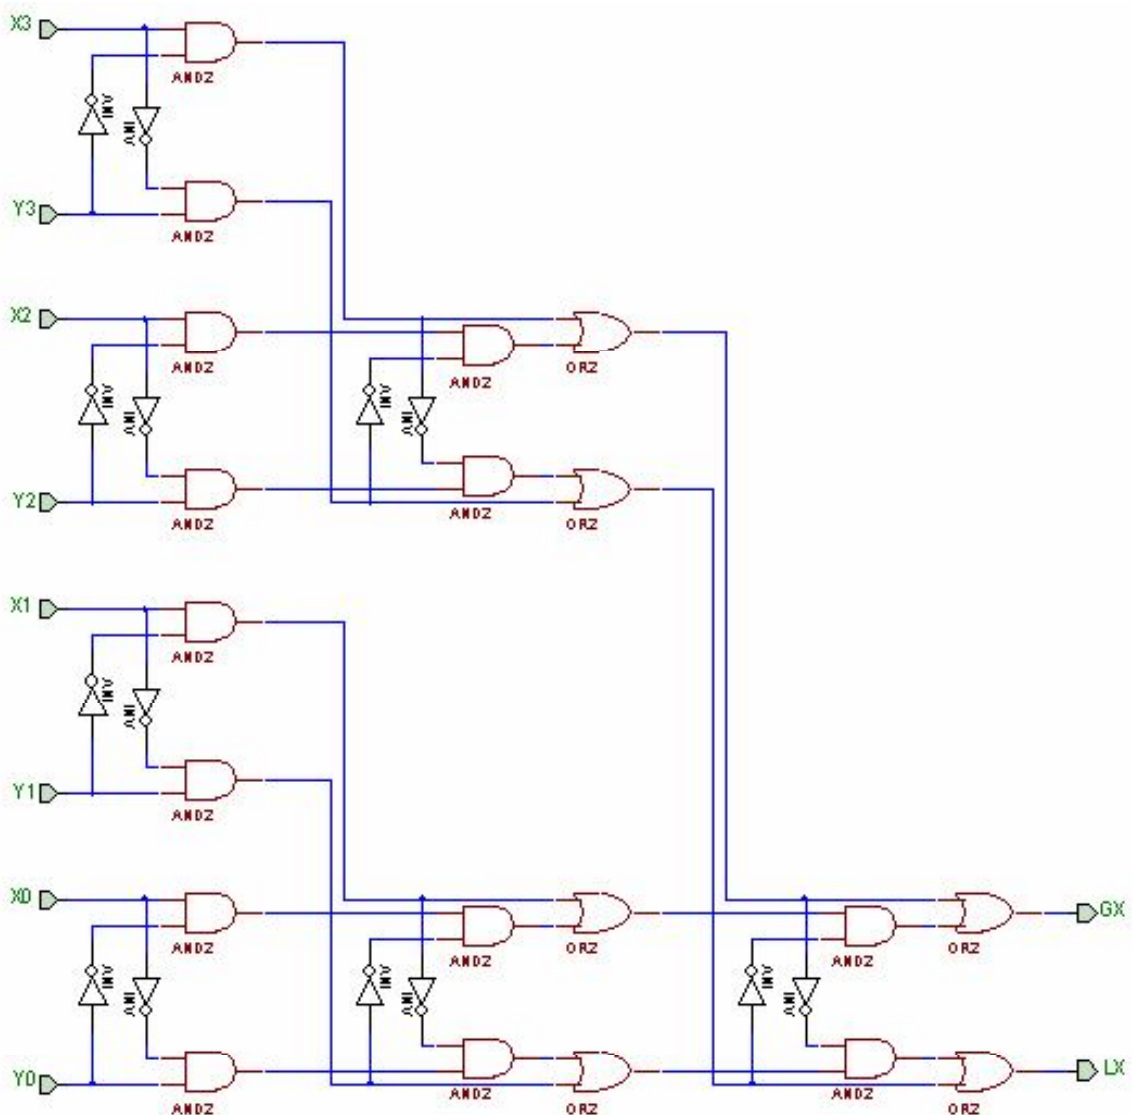 X3
AND2
INV INV
Y3
AND2
X2
AND2 AND2 OR2
INV INV INV INV
Y2
AND2 AND2 OR2
X1
AND2
INV INV
Y1
AND2
X0 GX
AND2 AND2 OR2 AND2 OR2
INV INV INV INV INV INV
Y0 LX
AND2 AND2 OR2 AND2 OR2